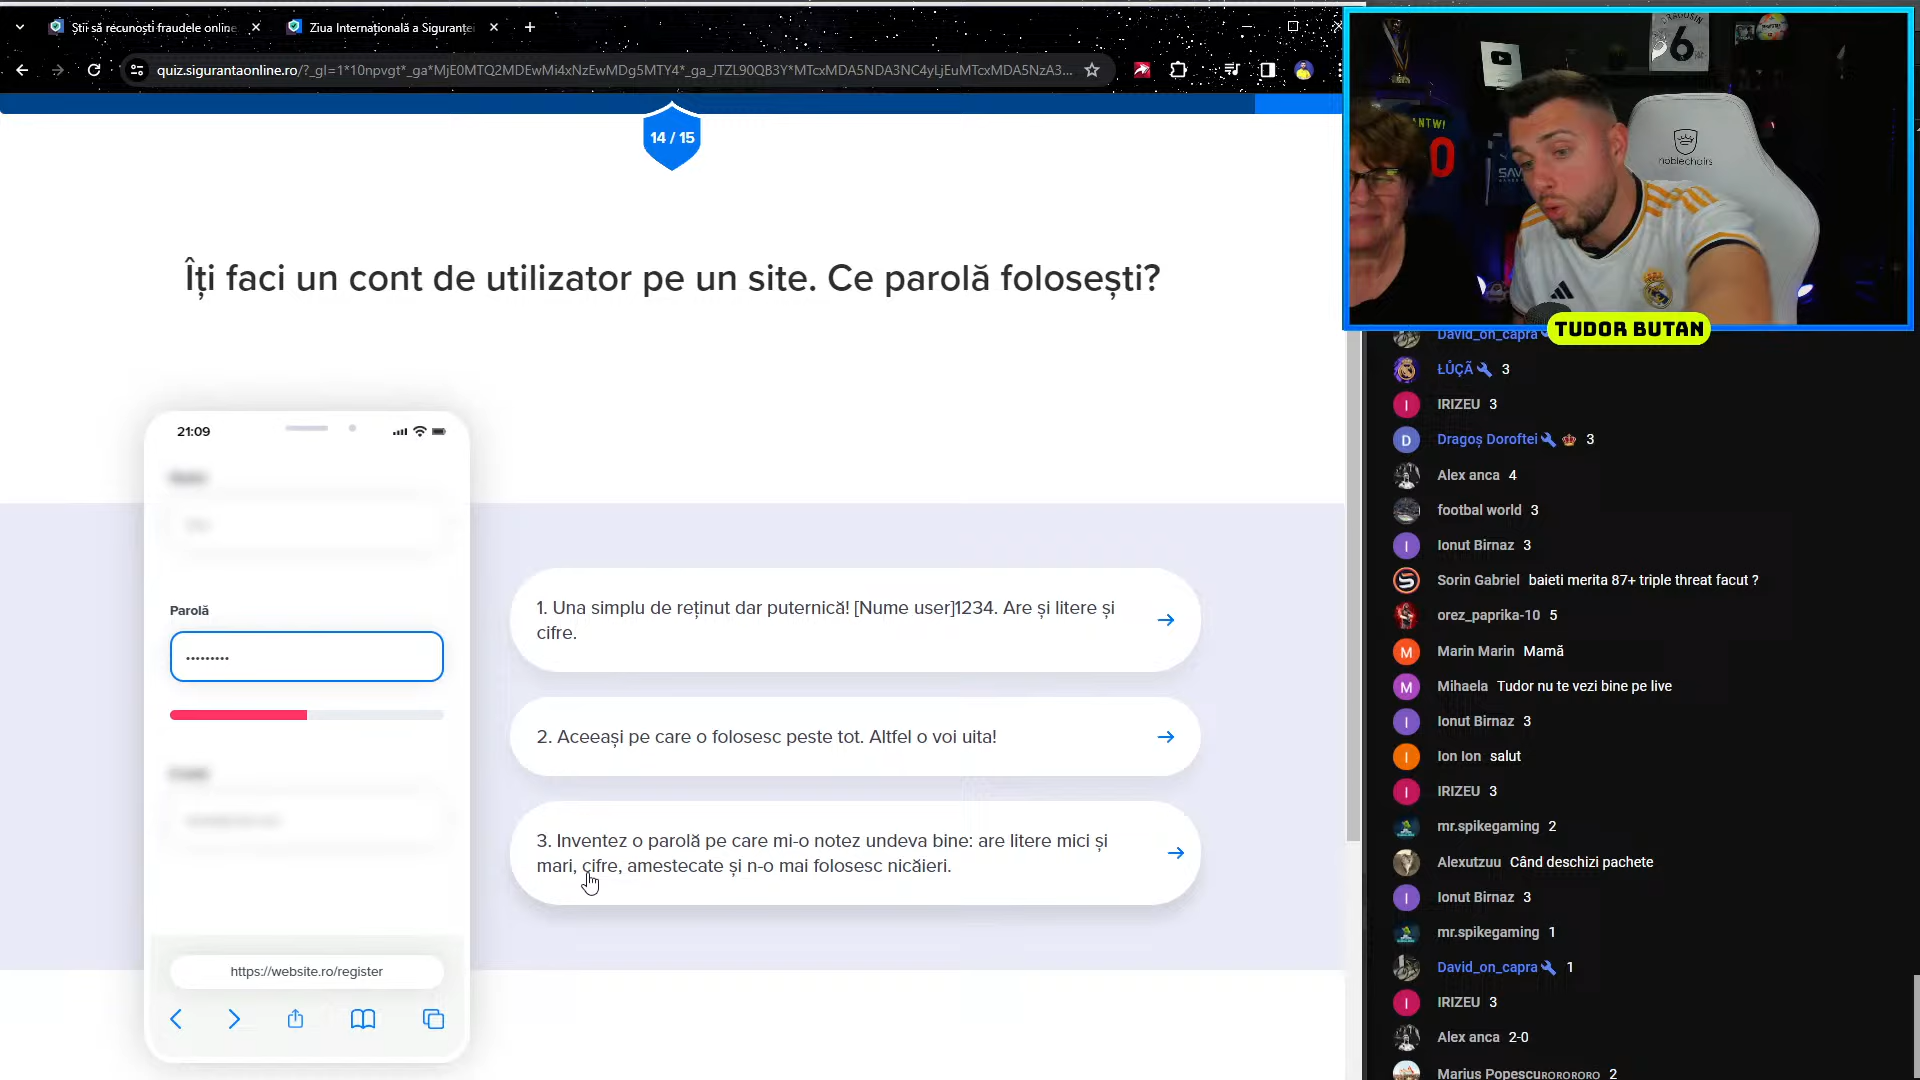 Știi să recunoști fraudele online
Ziua Internațională a Siguranței
quiz.sigurantaonline.ro/?_gl=1*10npvgt*_ga*MjE0MTQ2MDEwMi4xNzEwMDg5MTY4*_ga_JTZL90QB3Y*MTcxMDA5NDA3NC4yLjEuMTcxMDA5NzA3...
14 / 15
Îți faci un cont de utilizator pe un site. Ce parolă folosești?
21:09
Parolă
https://website.ro/register
1. Una simplu de reținut dar puternică! [Nume user]1234. Are și litere și
cifre.
2. Aceeași pe care o folosesc peste tot. Altfel o voi uita!
3. Inventez o parolă pe care mi-o notez undeva bine: are litere mici și
mari, cifre, amestecate și n-o mai folosesc nicăieri.
6
noblechairs
TUDOR BUTAN
David_on_capra
ŁŮÇÃ 3
IRIZEU 3
D Dragoș Doroftei 3
Alex anca 4
footbal world 3
Ionut Birnaz 3
Sorin Gabriel baieti merita 87+ triple threat facut ?
orez_paprika-10 5
M Marin Marin Mamă
M Mihaela Tudor nu te vezi bine pe live
I Ionut Birnaz 3
I Ion Ion salut
I IRIZEU 3
mr.spikegaming 2
Alexutzuu Când deschizi pachete
I Ionut Birnaz 3
mr.spikegaming 1
David_on_capra 1
I IRIZEU 3
Alex anca 2-0
Marius Popescuʀᴏʀᴏʀᴏʀᴏ 2